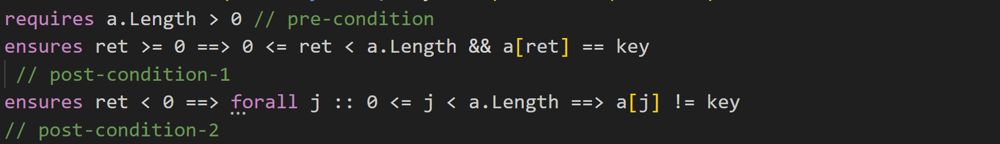 requires a.Length > 0 // pre-condition
ensures ret >= 0 ==> 0 <= ret < a.Length && a[ret] == key
// post-condition-1
ensures ret < 0 ==> forall j :: 0 <= j < a.Length ==> a[j] != key
// post-condition-2